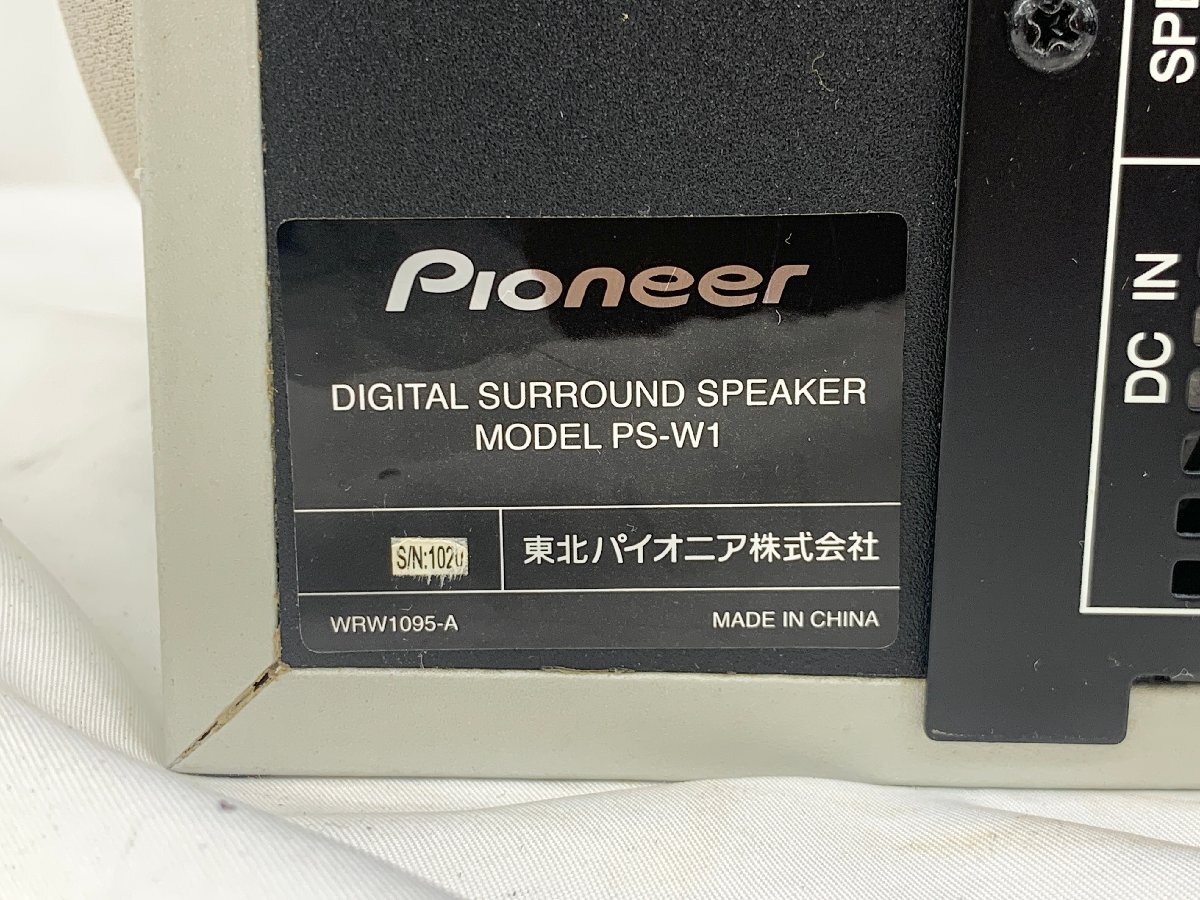 Pioneer
DIGITAL SURROUND SPEAKER
MODEL PS-W1
東北パイオニア株式会社
WRW1095-A
MADE IN CHINA
DC IN